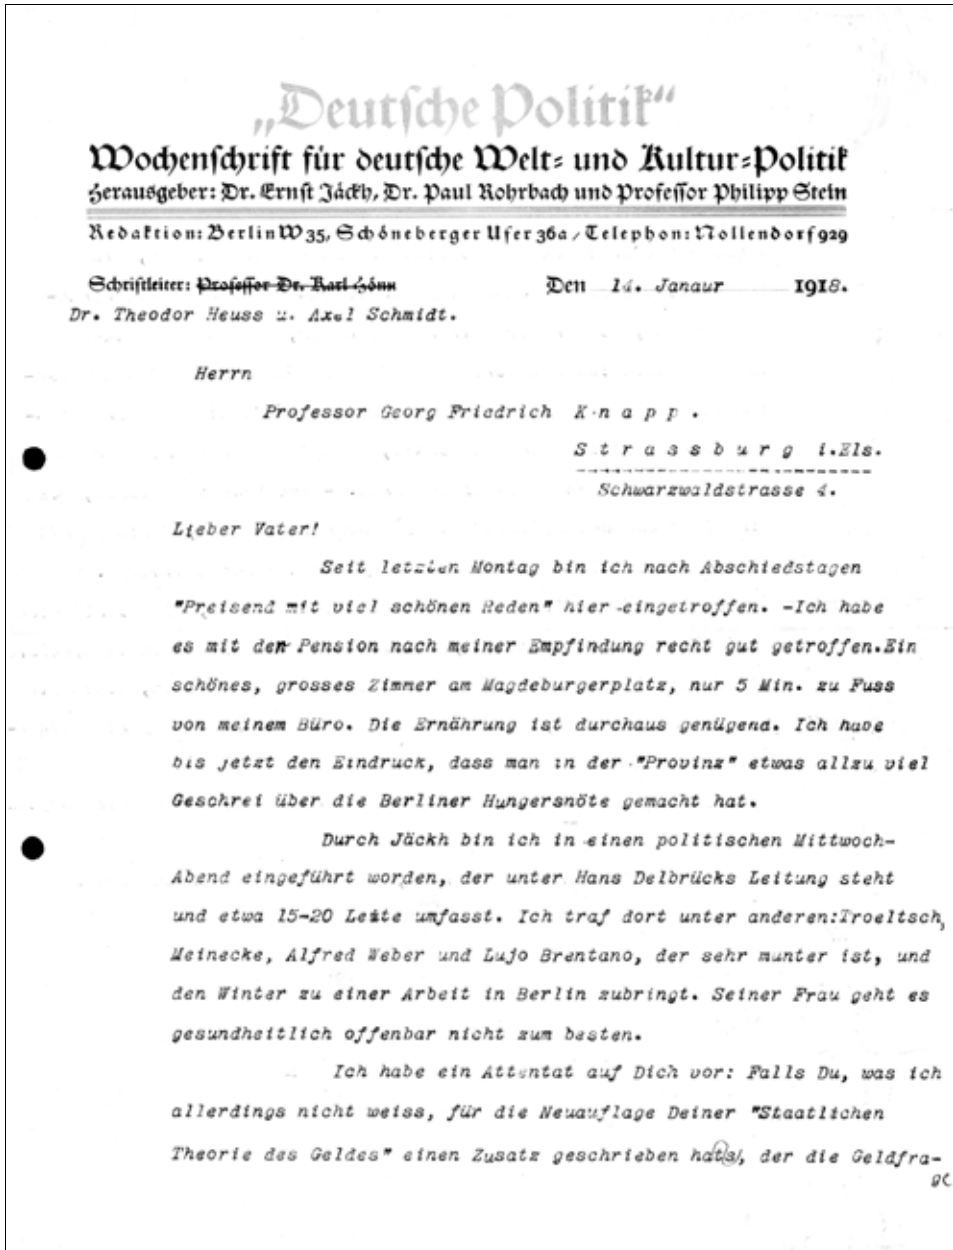 „Deutsche Politik“
Wochenschrift für deutsche Welt- und Kultur-Politik
Herausgeber: Dr. Ernst Jäckh, Dr. Paul Rohrbach und Professor Philipp Stein
Redaktion: Berlin W 35, Schöneberger Ufer 36a / Telephon: Nollendorf 929
Schriftleiter: Professor Dr. Karl Hönn Den 14. Janaur 1918.
Dr. Theodor Heuss u. Axel Schmidt.
Herrn
Professor Georg Friedrich K n a p p .
S t r a s s b u r g i.Els.
Schwarzwaldstrasse 4.
Lieber Vater!
Seit letzten Montag bin ich nach Abschiedstagen
"Preisend mit viel schönen Reden" hier eingetroffen. -Ich habe
es mit der Pension nach meiner Empfindung recht gut getroffen.Ein
schönes, grosses Zimmer am Magdeburgerplatz, nur 5 Min. zu Fuss
von meinem Büro. Die Ernährung ist durchaus genügend. Ich habe
bis jetzt den Eindruck, dass man in der "Provinz" etwas allzu viel
Geschrei über die Berliner Hungersnöte gemacht hat.
Durch Jäckh bin ich in einen politischen Mittwoch-
Abend eingeführt worden, der unter Hans Delbrücks Leitung steht
und etwa 15-20 Leute umfasst. Ich traf dort unter anderen:Troeltsch,
Meinecke, Alfred Weber und Lujo Brentano, der sehr munter ist, und
den Winter zu einer Arbeit in Berlin zubringt. Seiner Frau geht es
gesundheitlich offenbar nicht zum besten.
Ich habe ein Attentat auf Dich vor: Falls Du, was ich
allerdings nicht weiss, für die Neuauflage Deiner "Staatlichen
Theorie des Geldes" einen Zusatz geschrieben hats, der die Geldfra-
ge